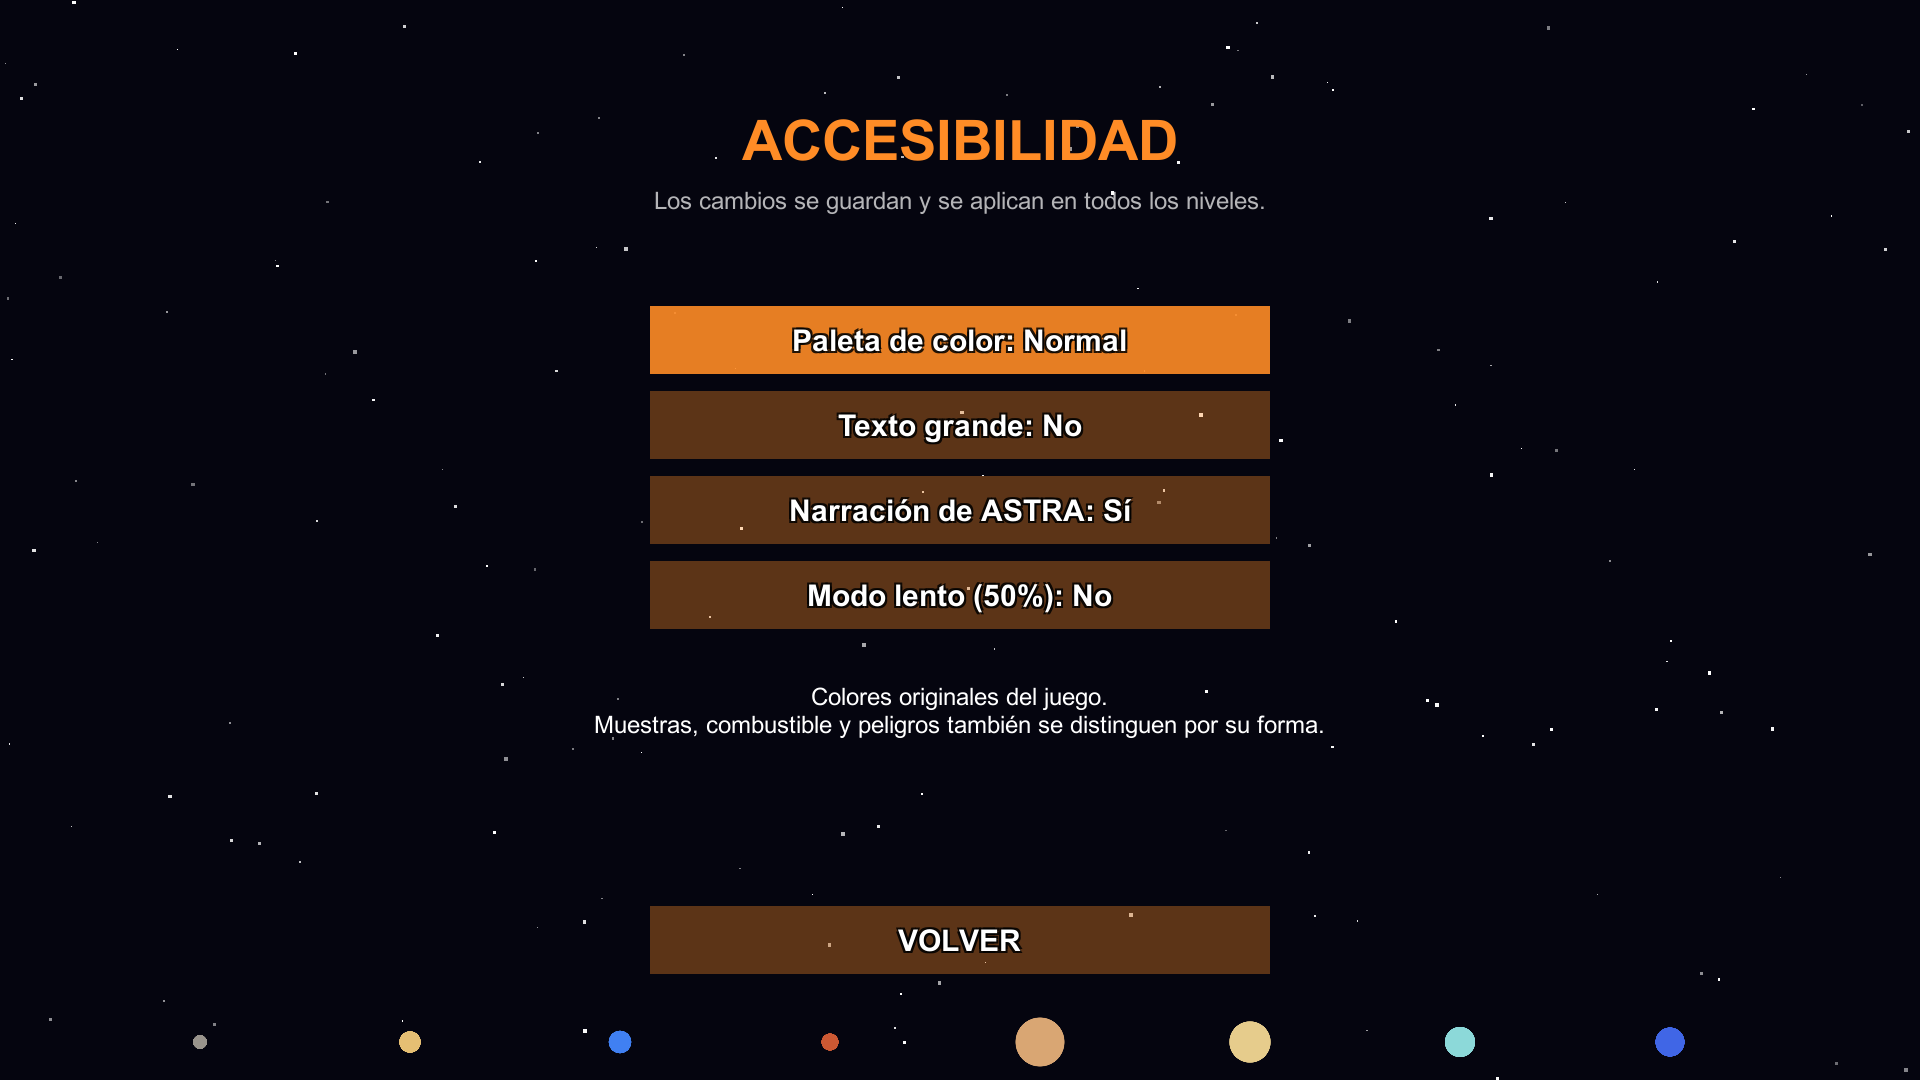 ACCESIBILIDAD
Los cambios se guardan y se aplican en todos los niveles.
Paleta de color: Normal
Texto grande: No
Narración de ASTRA: Sí
Modo lento (50%): No
Colores originales del juego.
Muestras, combustible y peligros también se distinguen por su forma.
VOLVER